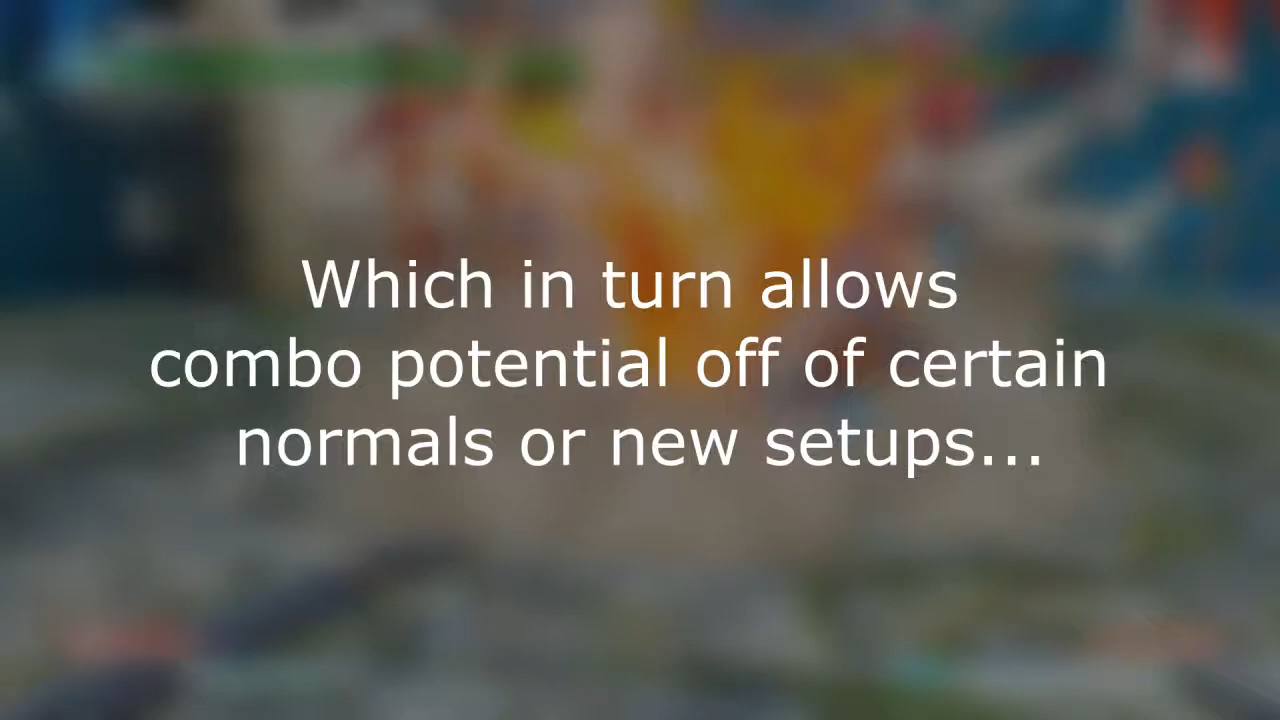 Which in turn allows
combo potential off of certain
normals or new setups...